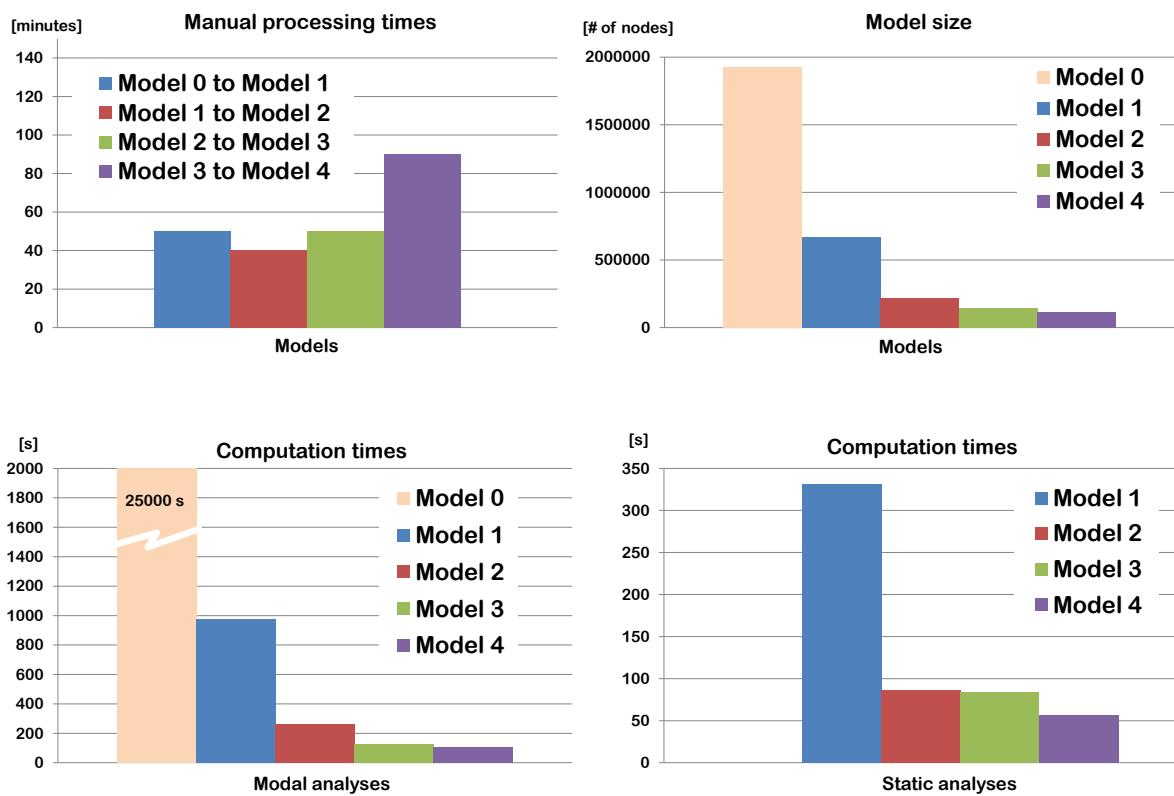 [minutes]
Manual processing times
140
120
100
80
60
40
20
0
Model 0 to Model 1
Model 1 to Model 2
Model 2 to Model 3
Model 3 to Model 4
Models
[# of nodes]
Model size
2000000
1500000
1000000
500000
0
Model 0
Model 1
Model 2
Model 3
Model 4
Models
[s]
Computation times
2000
1800
1600
1400
1200
1000
800
600
400
200
0
25000 s
Model 0
Model 1
Model 2
Model 3
Model 4
Modal analyses
[s]
Computation times
350
300
250
200
150
100
50
0
Model 1
Model 2
Model 3
Model 4
Static analyses